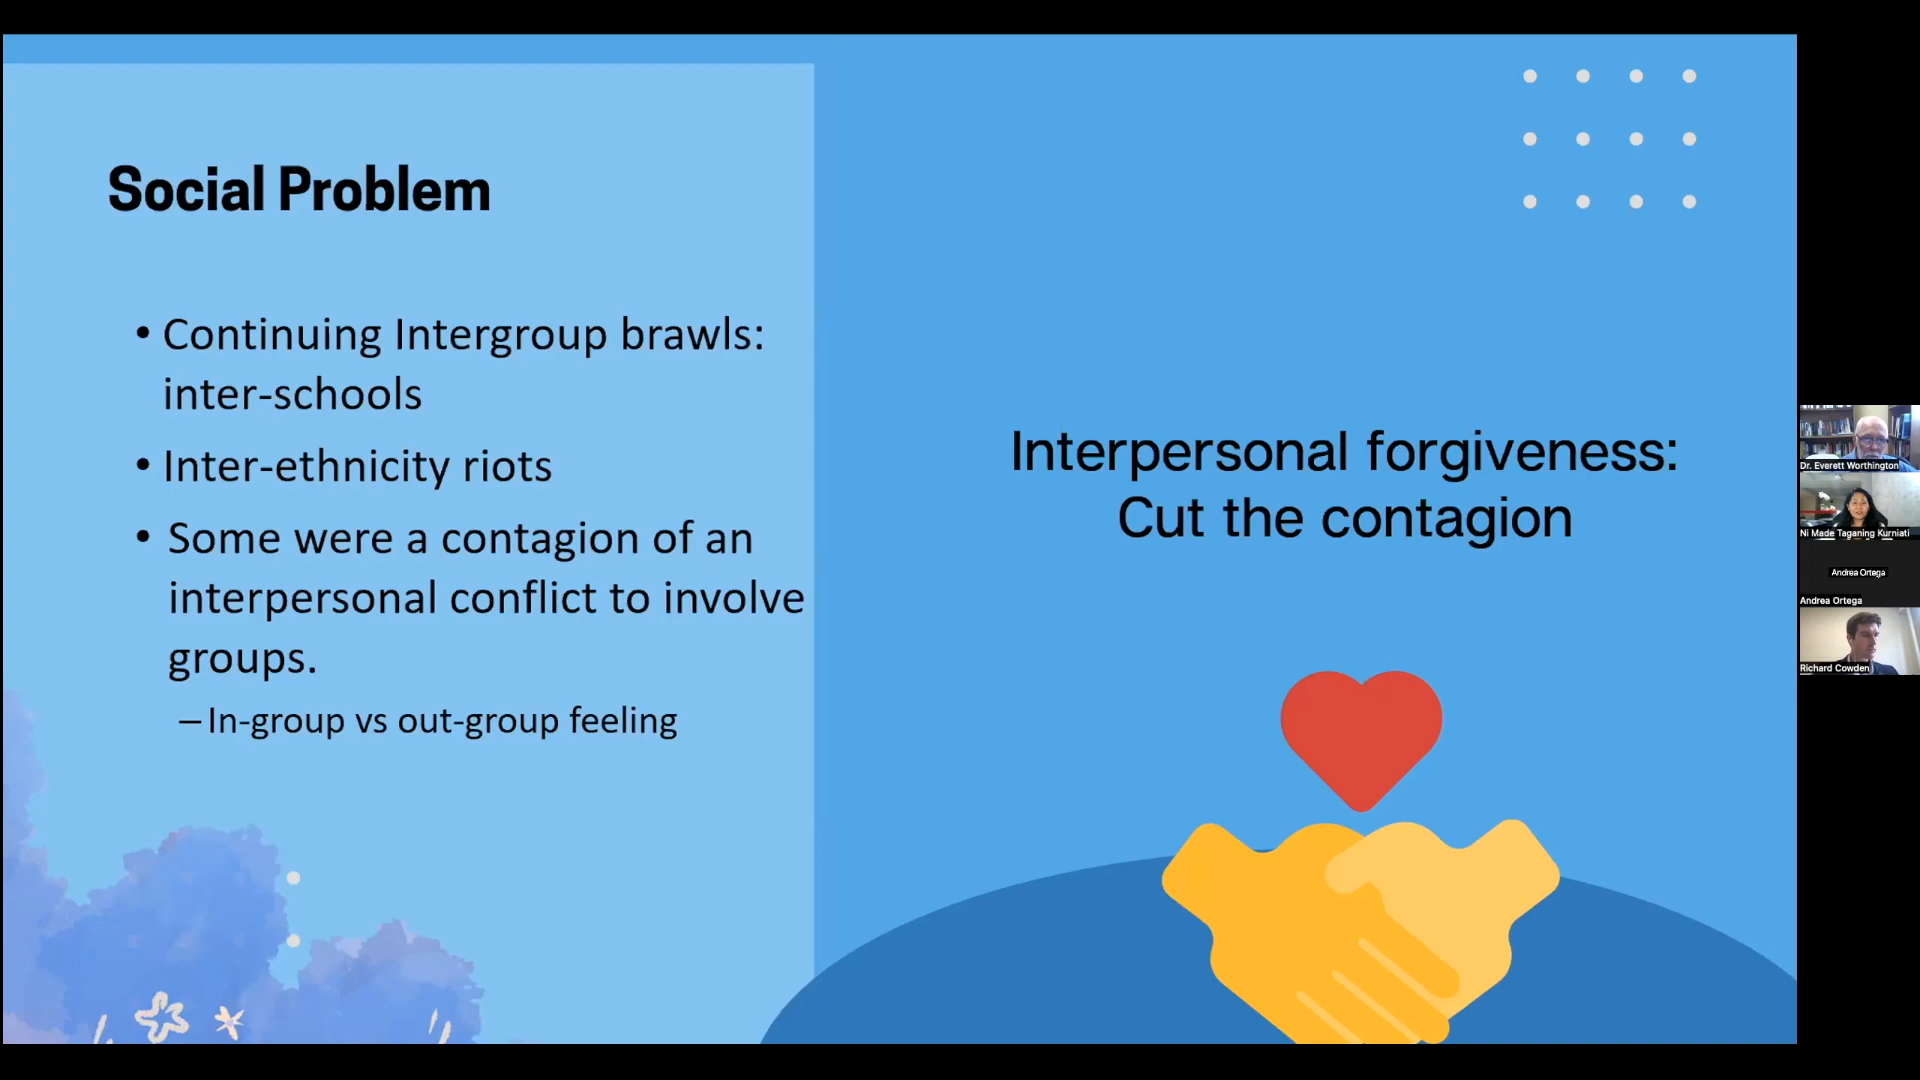 Social Problem
• Continuing Intergroup brawls:
inter-schools
• Inter-ethnicity riots
• Some were a contagion of an
interpersonal conflict to involve
groups.
– In-group vs out-group feeling
Interpersonal forgiveness:
Cut the contagion
Dr. Everett Worthington
Ni Made Taganing Kurniati
Andrea Ortega
Andrea Ortega
Richard Cowden